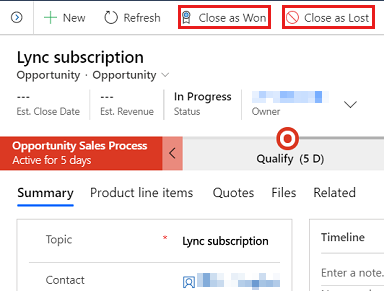 New Refresh Close as Won Close as Lost
Lync subscription
Opportunity · Opportunity
--- --- In Progress
Est. Close Date Est. Revenue Status Owner
Opportunity Sales Process
Active for 5 days
Qualify (5 D)
Summary Product line items Quotes Files Related
Topic * Lync subscription
Timeline
Contact
Enter a note.